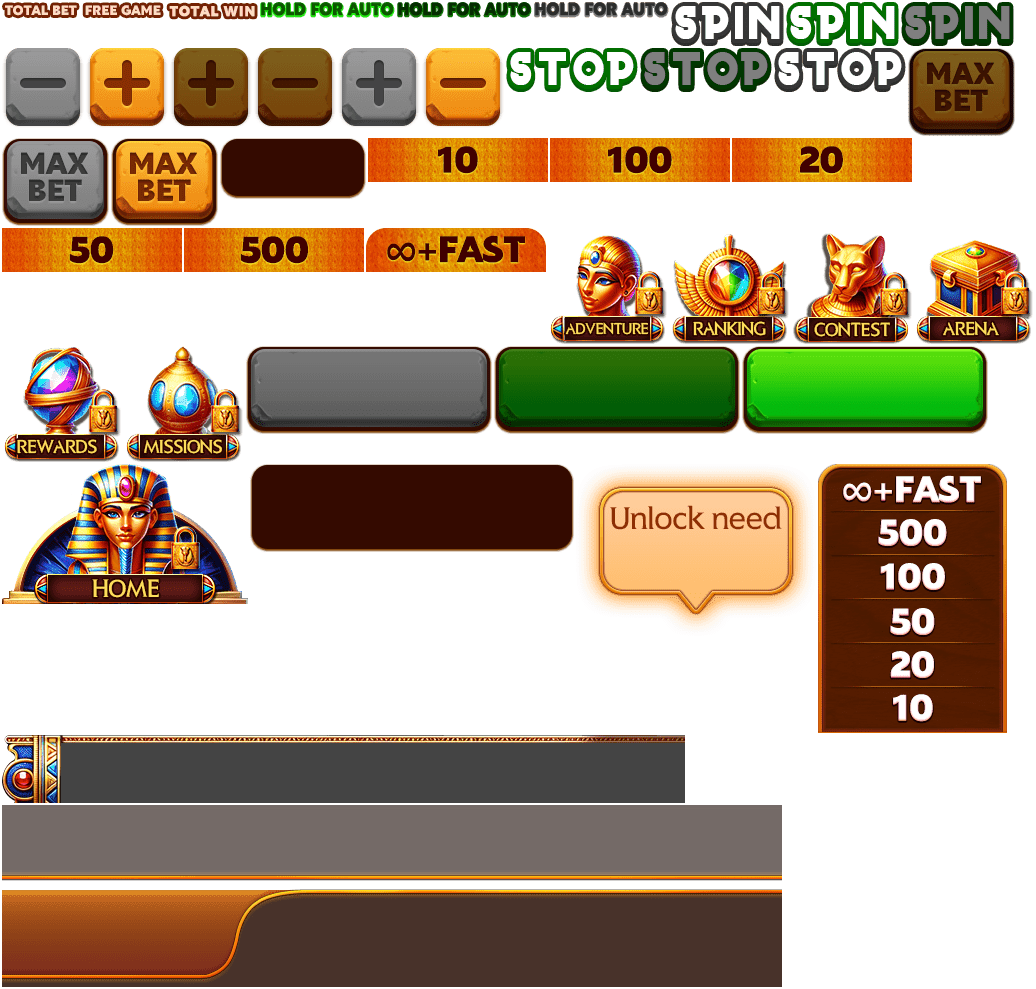 TOTAL BET FREE GAME TOTAL WIN HOLD FOR AUTO HOLD FOR AUTO HOLD FOR AUTO
SPIN SPIN SPIN
STOP STOP STOP
MAX
BET
MAX
BET
MAX
BET
10 100 20
50 500 ∞+FAST
ADVENTURE RANKING CONTEST ARENA
REWARDS MISSIONS
HOME
Unlock need
∞+FAST
500
100
50
20
10